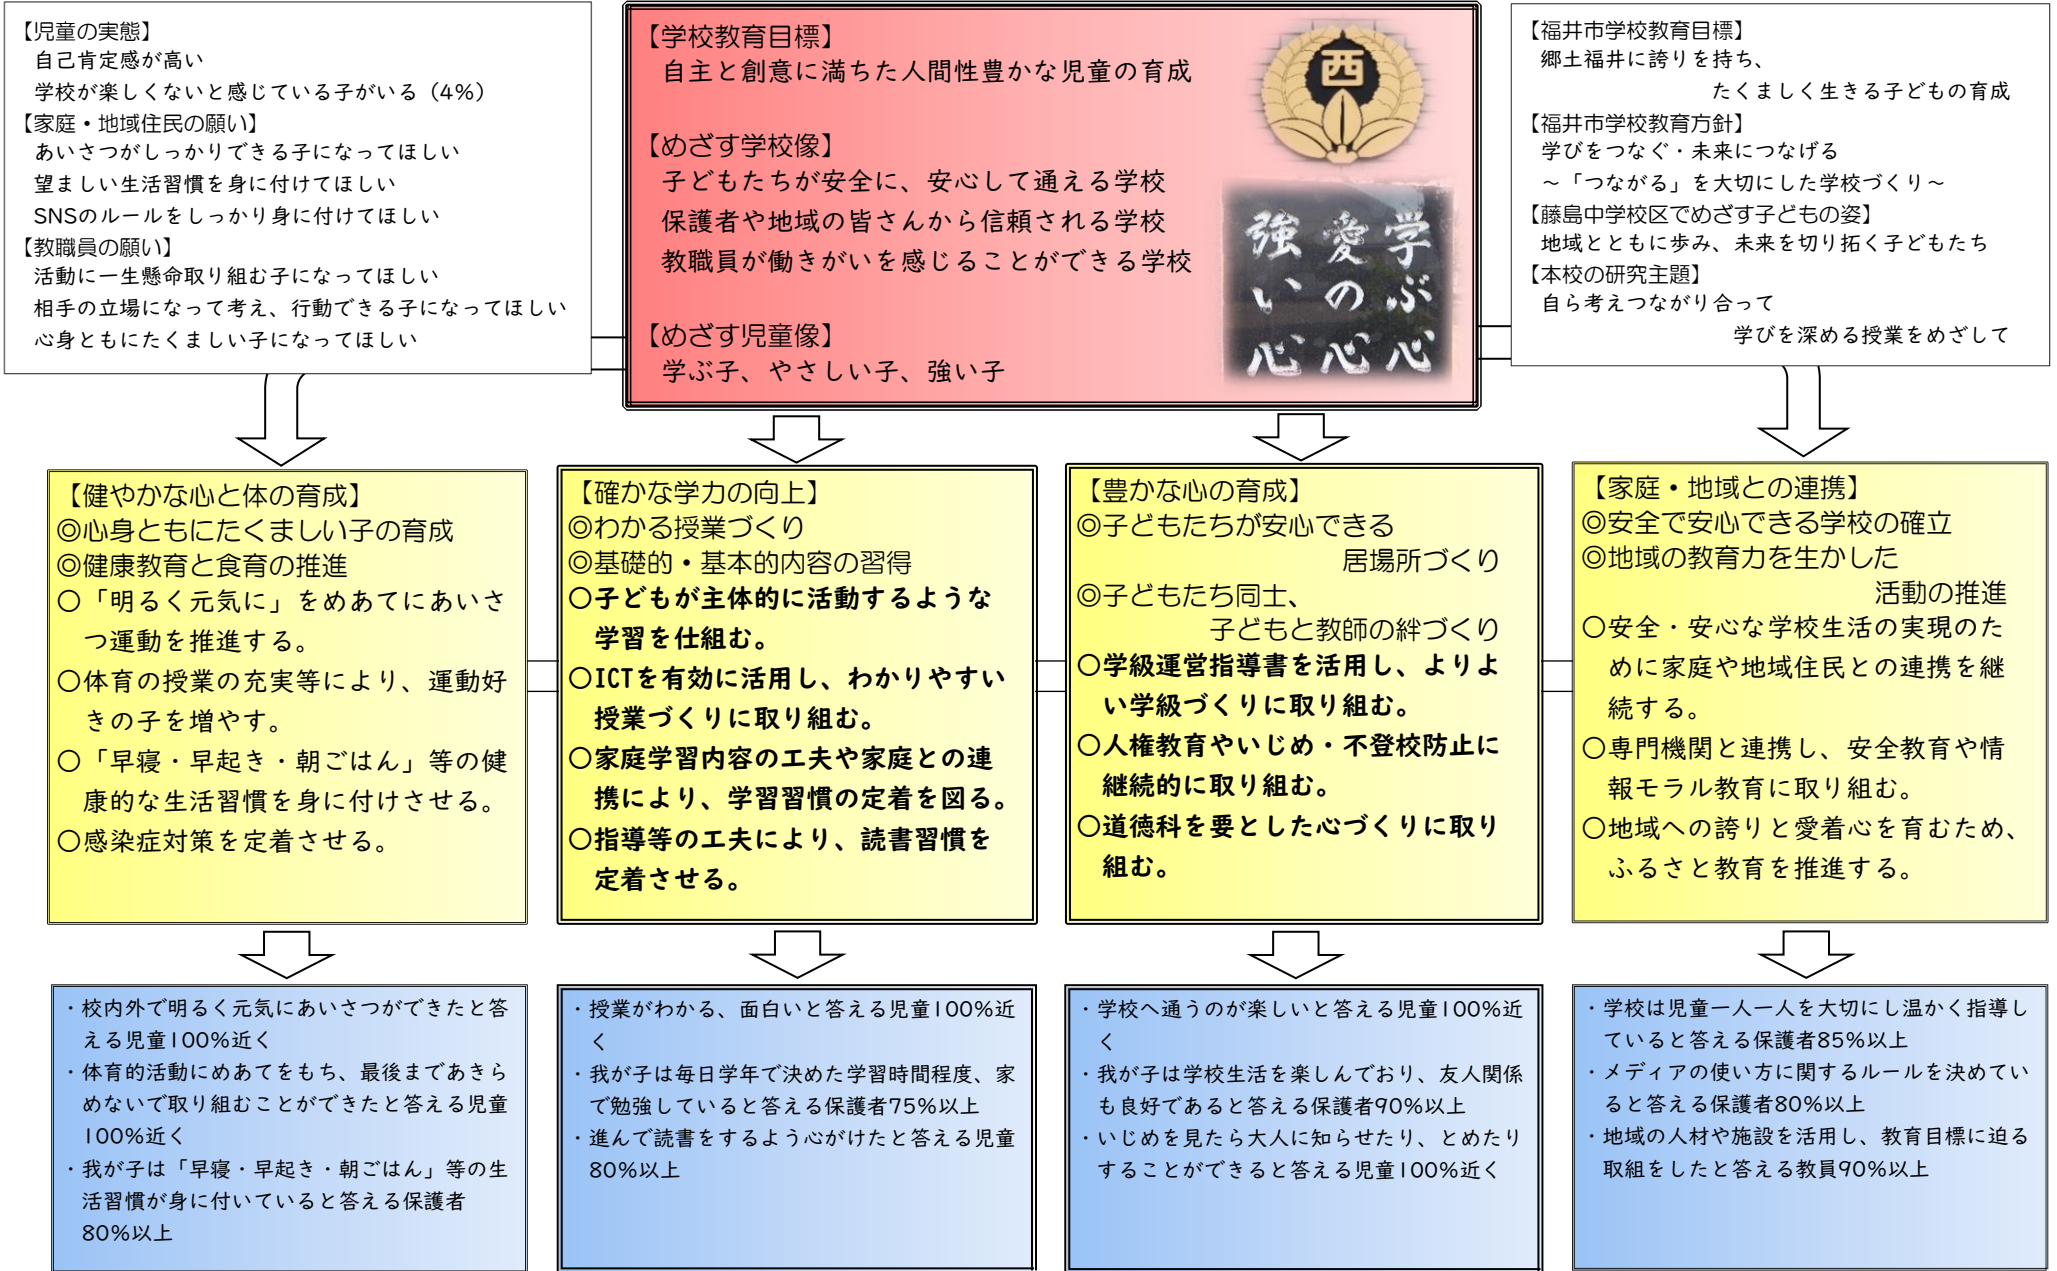 【児童の実態】
自己肯定感が高い
学校が楽しくないと感じている子がいる（4％）
【家庭・地域住民の願い】
あいさつがしっかりできる子になってほしい
望ましい生活習慣を身に付けてほしい
SNSのルールをしっかり身に付けてほしい
【教職員の願い】
活動に一生懸命取り組む子になってほしい
相手の立場になって考え、行動できる子になってほしい
心身ともにたくましい子になってほしい
【学校教育目標】
自主と創意に満ちた人間性豊かな児童の育成
【めざす学校像】
子どもたちが安全に、安心して通える学校
保護者や地域の皆さんから信頼される学校
教職員が働きがいを感じることができる学校
【めざす児童像】
学ぶ子、やさしい子、強い子
西
学ぶ心
愛の心
強い心
【福井市学校教育目標】
郷土福井に誇りを持ち、
たくましく生きる子どもの育成
【福井市学校教育方針】
学びをつなぐ・未来につなげる
～「つながる」を大切にした学校づくり～
【藤島中学校区でめざす子どもの姿】
地域とともに歩み、未来を切り拓く子どもたち
【本校の研究主題】
自ら考えつながり合って
学びを深める授業をめざして
【健やかな心と体の育成】
◎心身ともにたくましい子の育成
◎健康教育と食育の推進
○「明るく元気に」をめあてにあいさ
つ運動を推進する。
○体育の授業の充実等により、運動好
きの子を増やす。
○「早寝・早起き・朝ごはん」等の健
康的な生活習慣を身に付けさせる。
○感染症対策を定着させる。
【確かな学力の向上】
◎わかる授業づくり
◎基礎的・基本的内容の習得
○子どもが主体的に活動するような
学習を仕組む。
○ICTを有効に活用し、わかりやすい
授業づくりに取り組む。
○家庭学習内容の工夫や家庭との連
携により、学習習慣の定着を図る。
○指導等の工夫により、読書習慣を
定着させる。
【豊かな心の育成】
◎子どもたちが安心できる
居場所づくり
◎子どもたち同士、
子どもと教師の絆づくり
○学級運営指導書を活用し、よりよ
い学級づくりに取り組む。
○人権教育やいじめ・不登校防止に
継続的に取り組む。
○道徳科を要とした心づくりに取り
組む。
【家庭・地域との連携】
◎安全で安心できる学校の確立
◎地域の教育力を生かした
活動の推進
○安全・安心な学校生活の実現のた
めに家庭や地域住民との連携を継
続する。
○専門機関と連携し、安全教育や情
報モラル教育に取り組む。
○地域への誇りと愛着心を育むため、
ふるさと教育を推進する。
・校内外で明るく元気にあいさつができたと答
える児童100%近く
・体育的活動にめあてをもち、最後まであきら
めないで取り組むことができたと答える児童
100%近く
・我が子は「早寝・早起き・朝ごはん」等の生
活習慣が身に付いていると答える保護者
80%以上
・授業がわかる、面白いと答える児童100%近
く
・我が子は毎日学年で決めた学習時間程度、家
で勉強していると答える保護者75%以上
・進んで読書をするよう心がけたと答える児童
80%以上
・学校へ通うのが楽しいと答える児童100%近
く
・我が子は学校生活を楽しんでおり、友人関係
も良好であると答える保護者90%以上
・いじめを見たら大人に知らせたり、とめたり
することができると答える児童100%近く
・学校は児童一人一人を大切にし温かく指導し
ていると答える保護者85%以上
・メディアの使い方に関するルールを決めてい
ると答える保護者80%以上
・地域の人材や施設を活用し、教育目標に迫る
取組をしたと答える教員90%以上